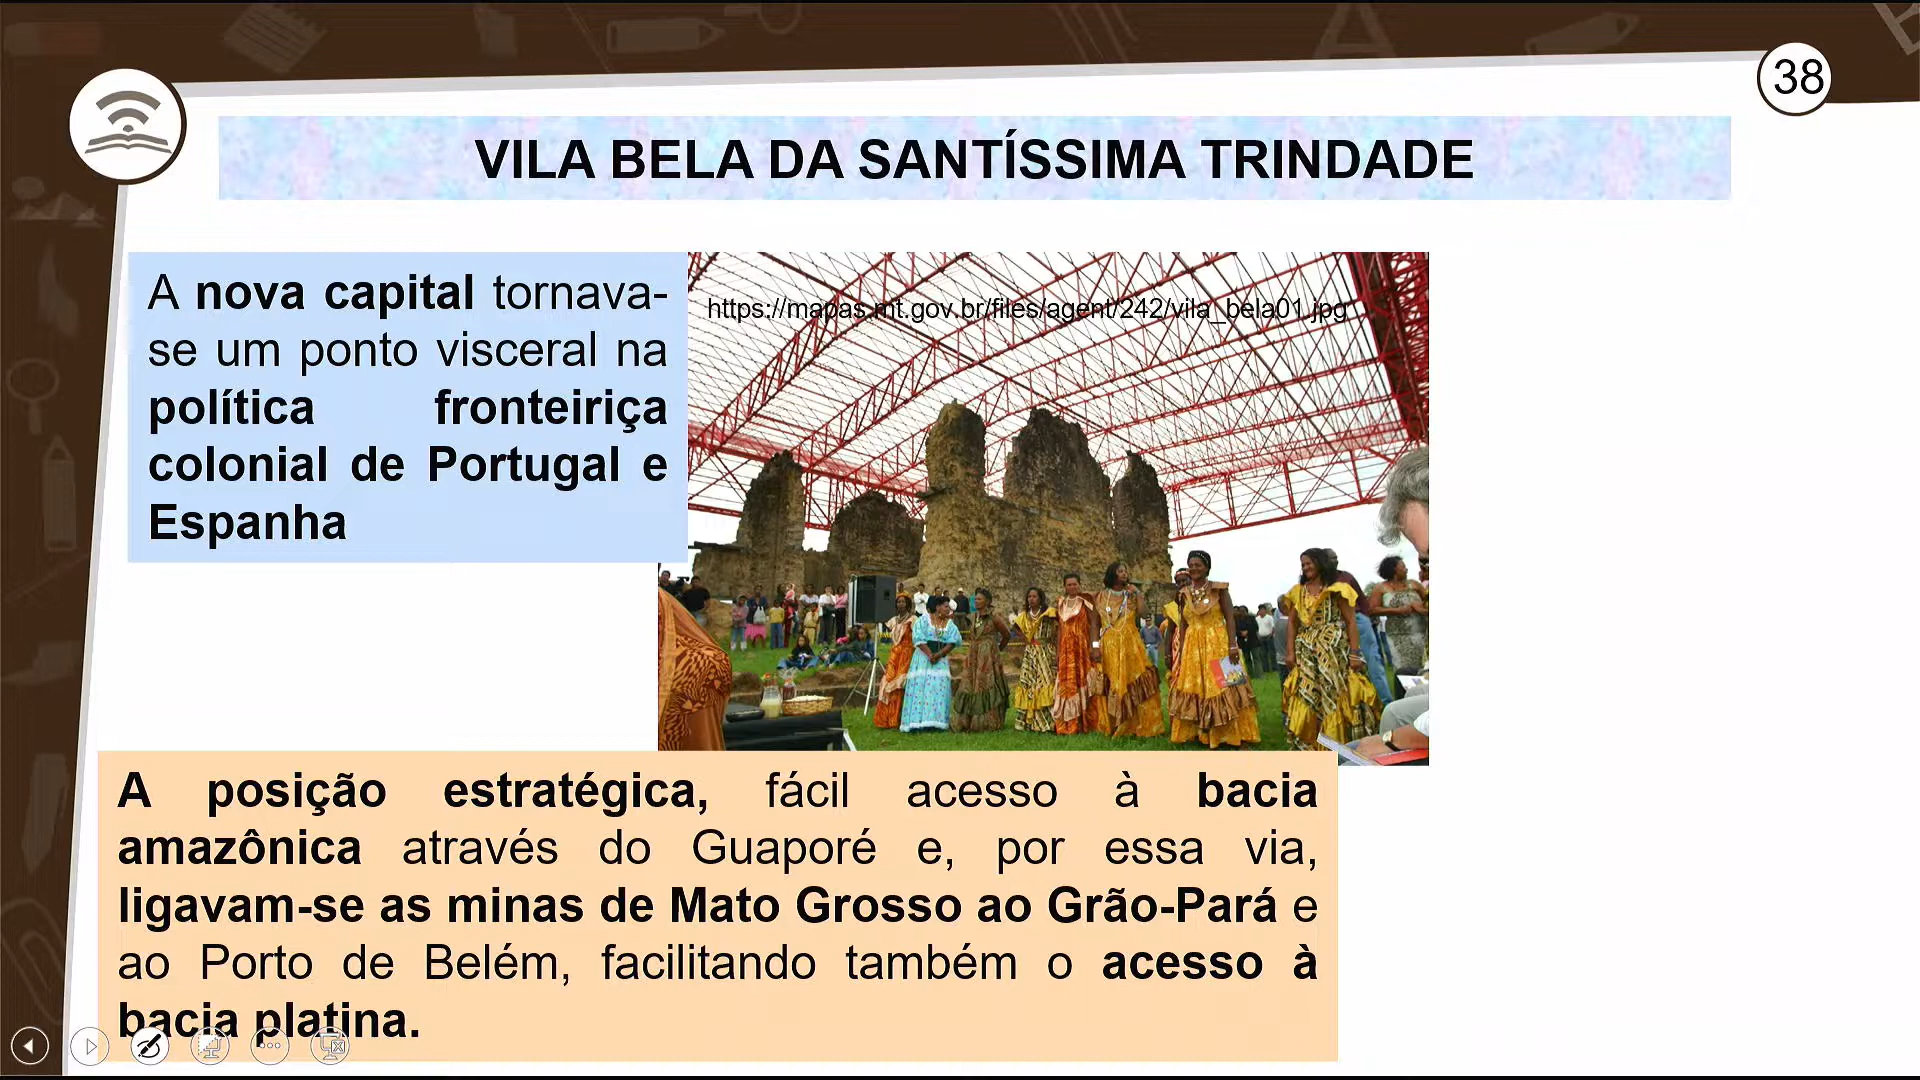 38
VILA BELA DA SANTÍSSIMA TRINDADE
A nova capital tornava-
se um ponto visceral na
política fronteiriça
colonial de Portugal e
Espanha
https://mapas.mt.gov.br/files/agent/242/vila_bela01.jpg
A posição estratégica, fácil acesso à bacia
amazônica através do Guaporé e, por essa via,
ligavam-se as minas de Mato Grosso ao Grão-Pará e
ao Porto de Belém, facilitando também o acesso à
bacia platina.